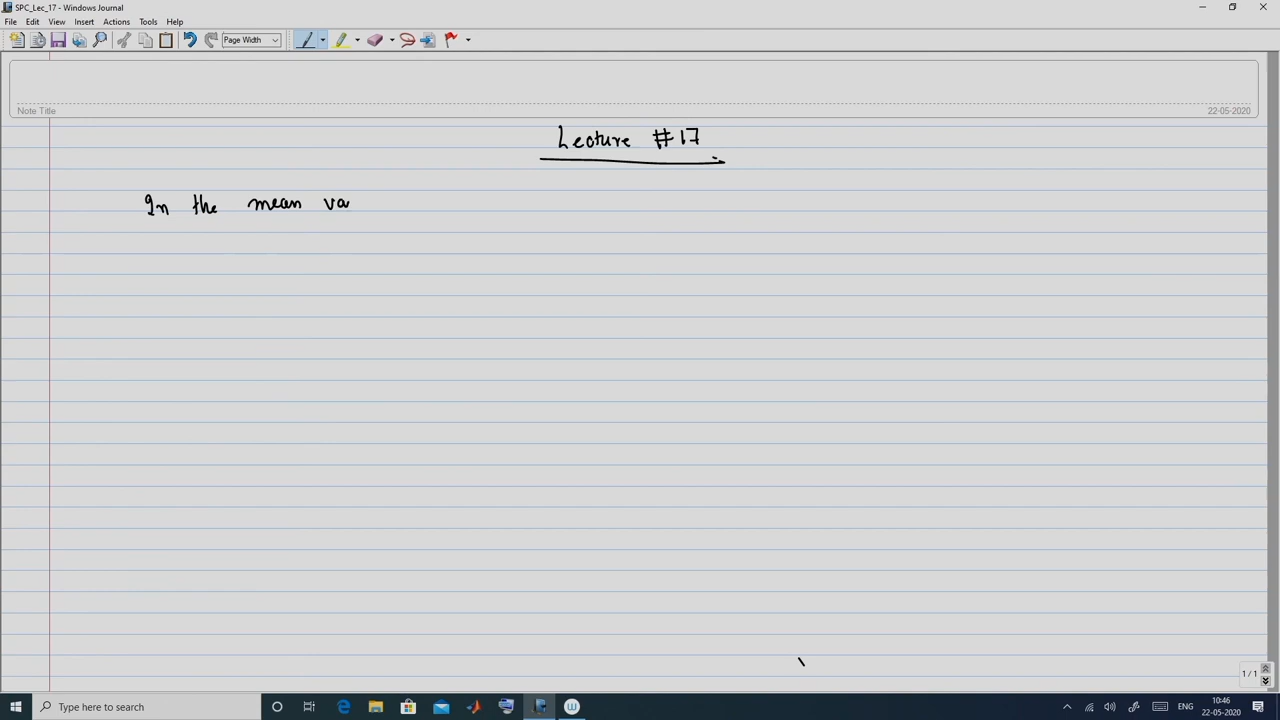 SPC_Lec_17 - Windows Journal
File Edit View Insert Actions Tools Help
Page Width
Note Title
22-05-2020
Lecture #17
In the mean va
1/1
Type here to search
ENG
10:46
22-05-2020